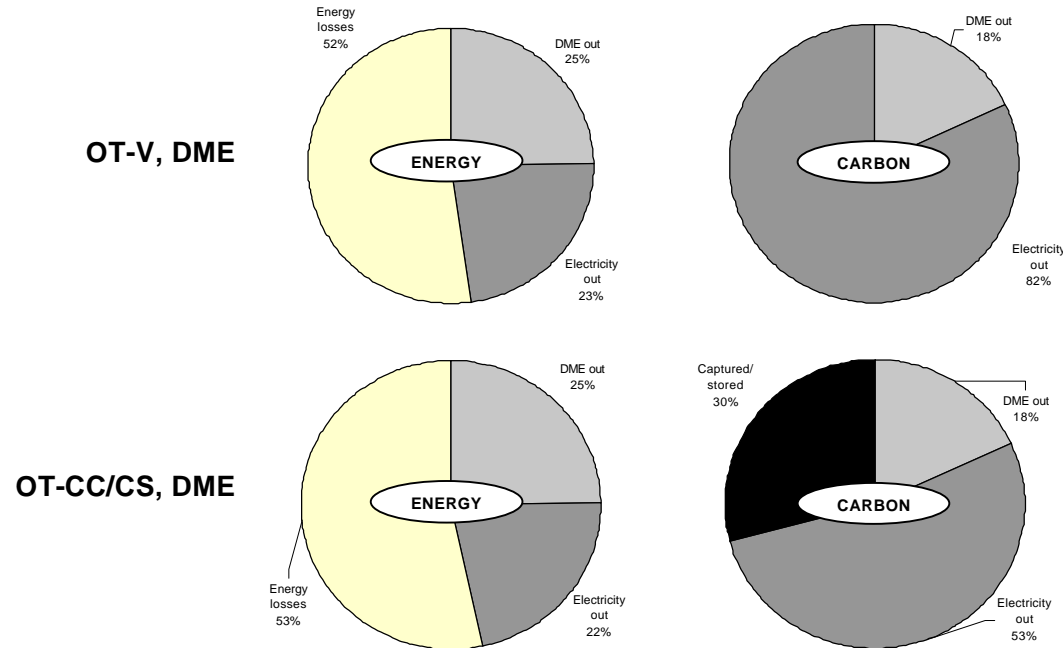 OT-V, DME
Energy
losses
52%
DME out
25%
ENERGY
Electricity
out
23%
DME out
18%
CARBON
Electricity
out
82%
OT-CC/CS, DME
DME out
25%
ENERGY
Energy
losses
53%
Electricity
out
22%
Captured/
stored
30%
DME out
18%
CARBON
Electricity
out
53%